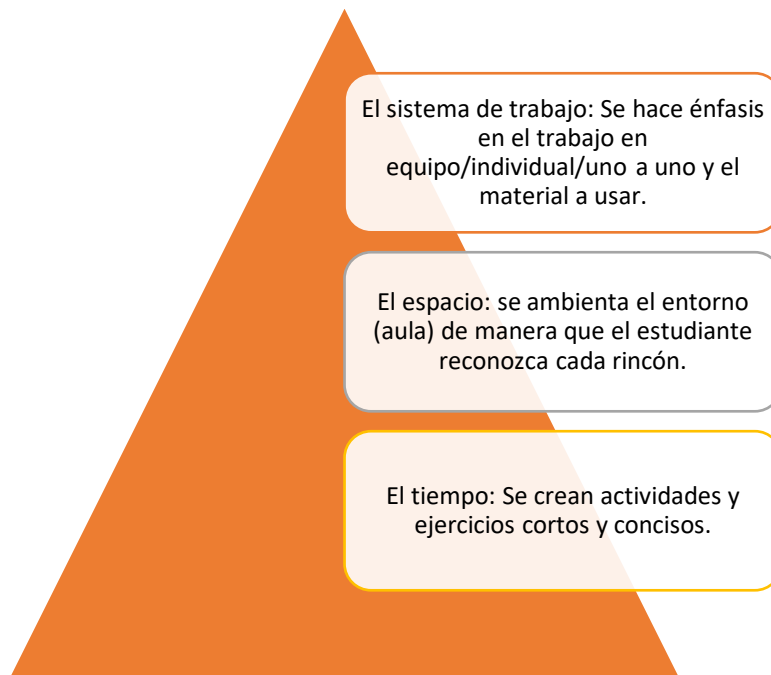 El sistema de trabajo: Se hace énfasis
en el trabajo en
equipo/individual/uno a uno y el
material a usar.
El espacio: se ambienta el entorno
(aula) de manera que el estudiante
reconozca cada rincón.
El tiempo: Se crean actividades y
ejercicios cortos y concisos.